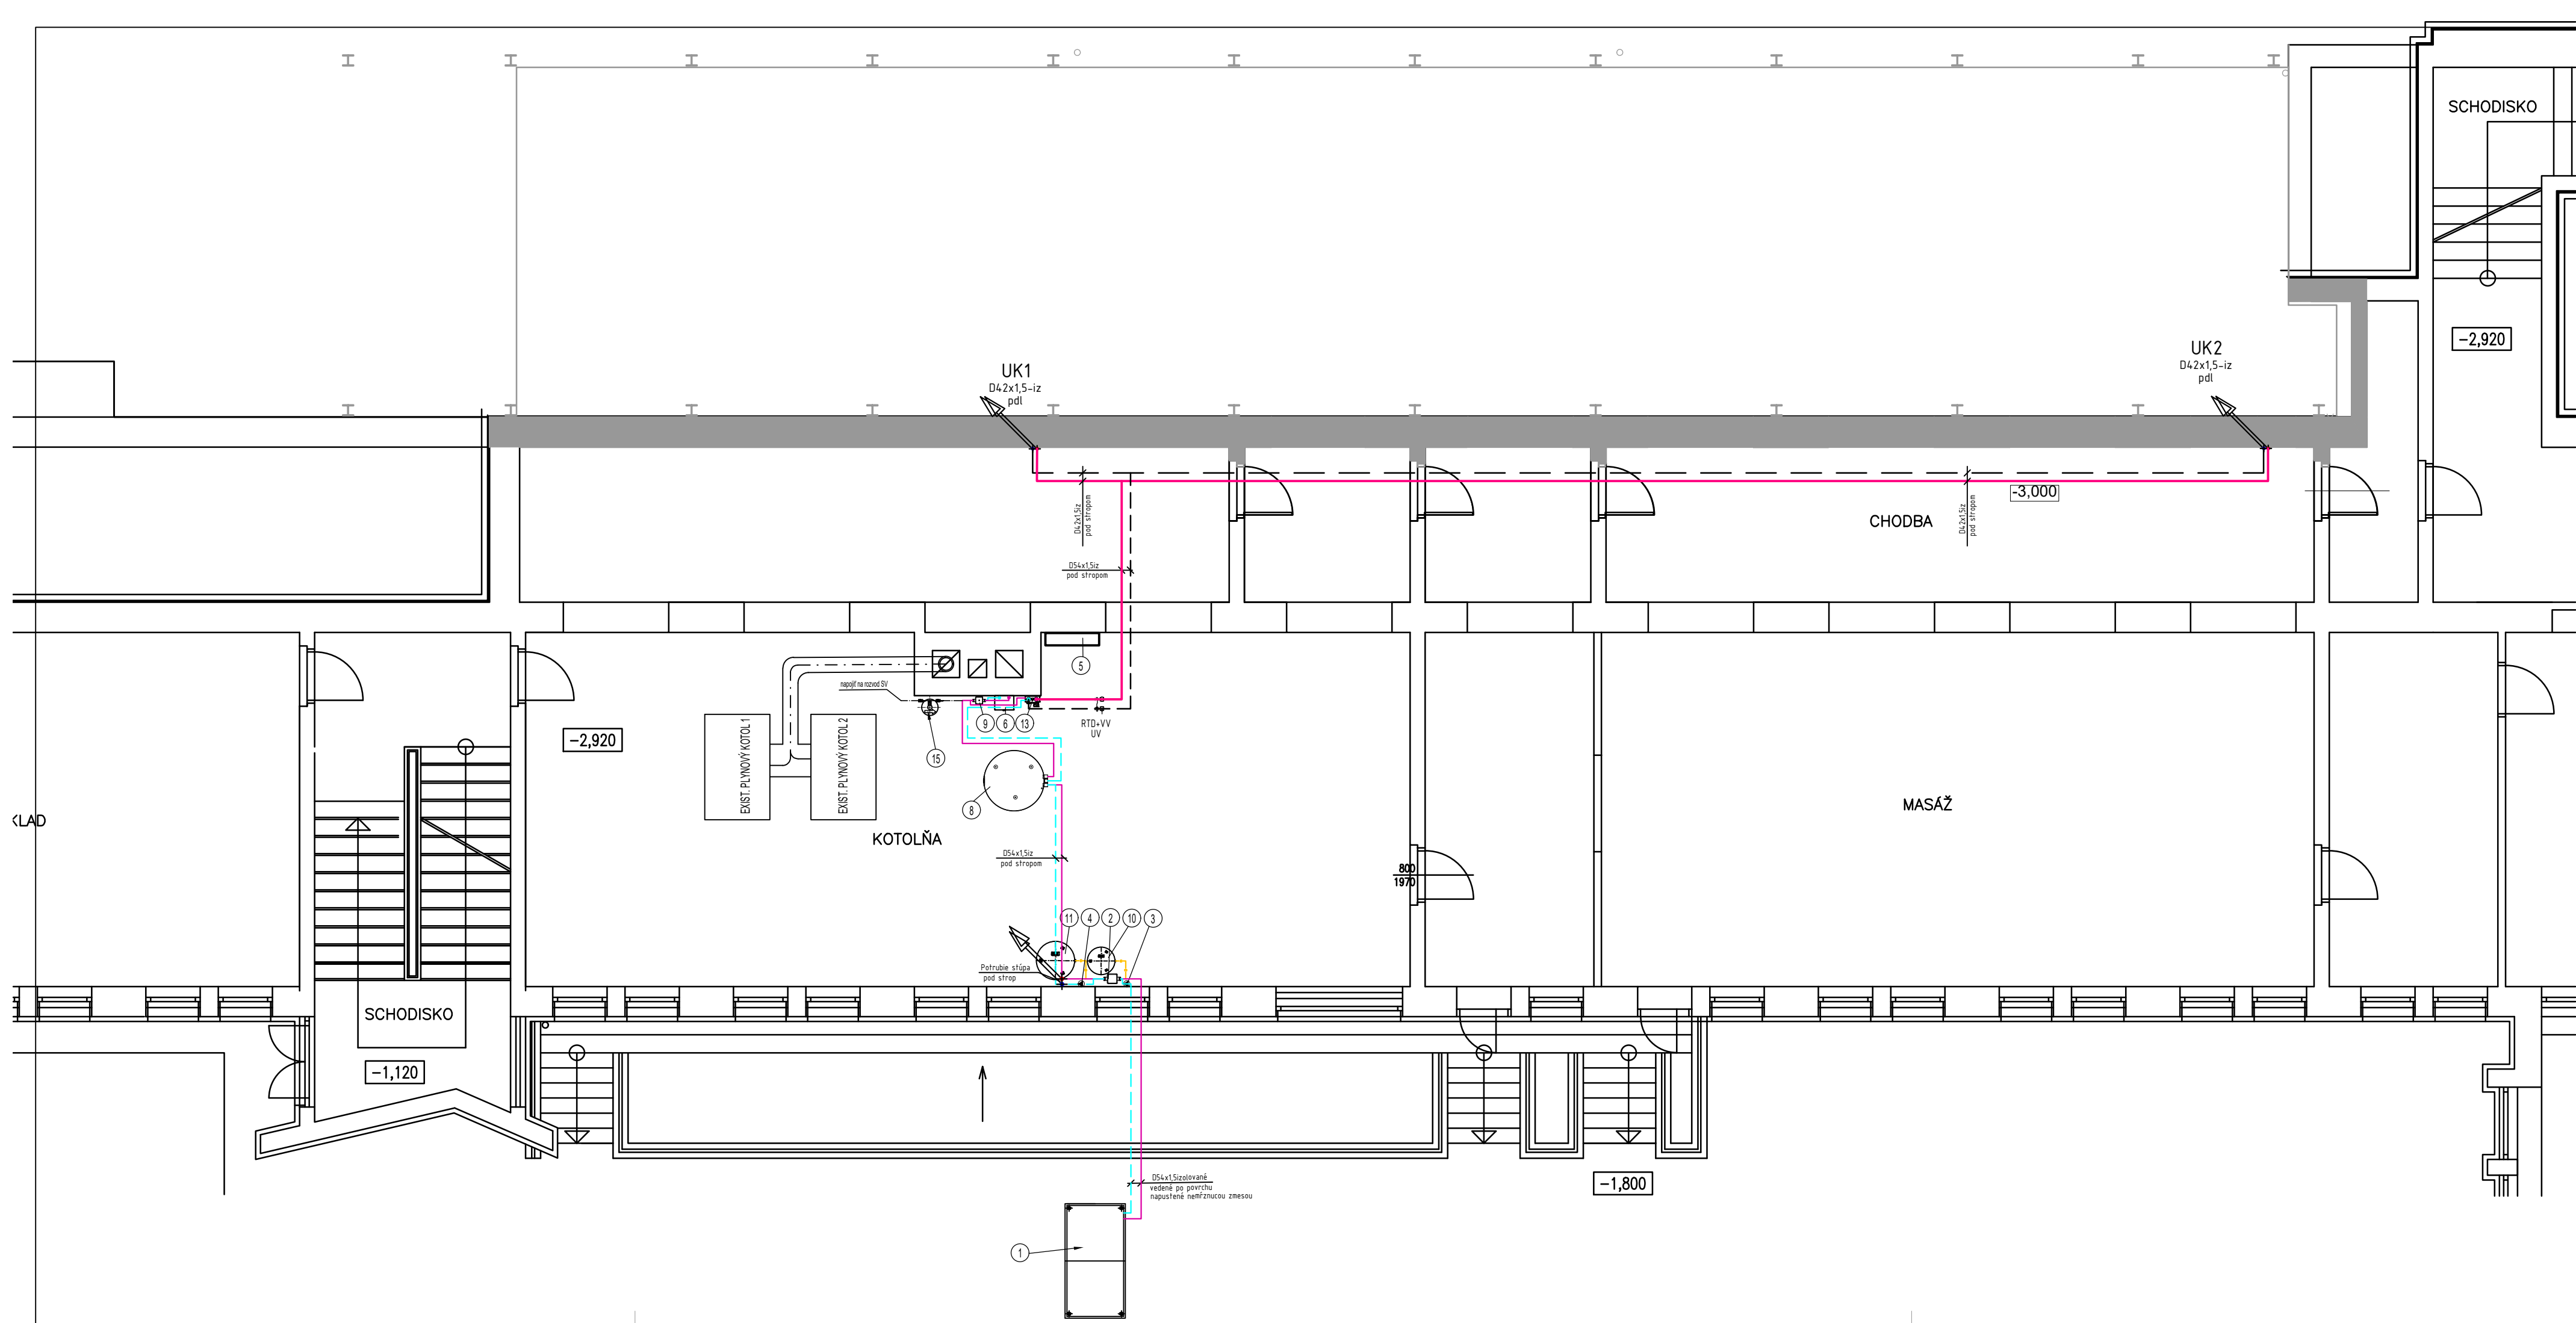 SCHODISKO
-2,920
UK1
D42x1,5-iz
pdl
UK2
D42x1,5-iz
pdl
D42x1,5iz
pod stropom
D42x1,5iz
pod stropom
-3,000
CHODBA
D54x1,5iz
pod stropom
5
napojiť na rozvod SV
9
6
13
RTD+VV
UV
15
-2,920
EXIST. PLYNOVÝ KOTOL 1
EXIST. PLYNOVÝ KOTOL 2
8
KOTOLŇA
KLAD
MASÁŽ
D54x1,5iz
pod stropom
800
1970
11
4
2
10
3
Potrubie stúpa
pod strop
SCHODISKO
-1,120
D54x1,5izolované
vedené po povrchu
napustené nemŕznucou zmesou
-1,800
1